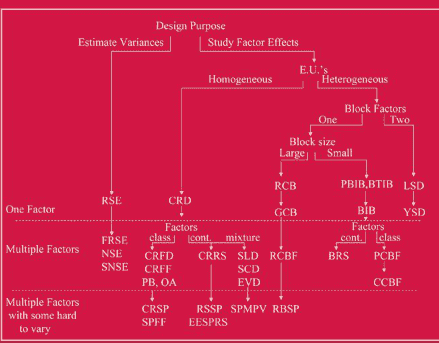 Design Purpose
Estimate Variances Study Factor Effects
E.U.'s
Homogeneous Heterogeneous
Block Factors
One Two
Block size
Large Small
RSE CRD RCB PBIB,BTIB LSD
GCB BIB YSD
One Factor
Factors Factors
class cont. mixture cont. class
Multiple Factors
FRSE CRFD CRRS SLD RCBF BRS PCBF
NSE CRFF SCD
SNSE PB, OA EVD CCBF
Multiple Factors
with some hard
to vary
CRSP RSSP SPMPV RBSP
SPFF EESPRS